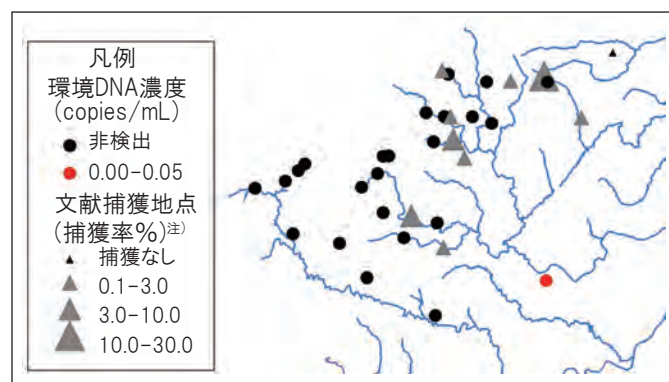 凡例
環境DNA濃度
(copies/mL)
非検出
0.00-0.05
文献捕獲地点
(捕獲率%)注)
捕獲なし
0.1-3.0
3.0-10.0
10.0-30.0